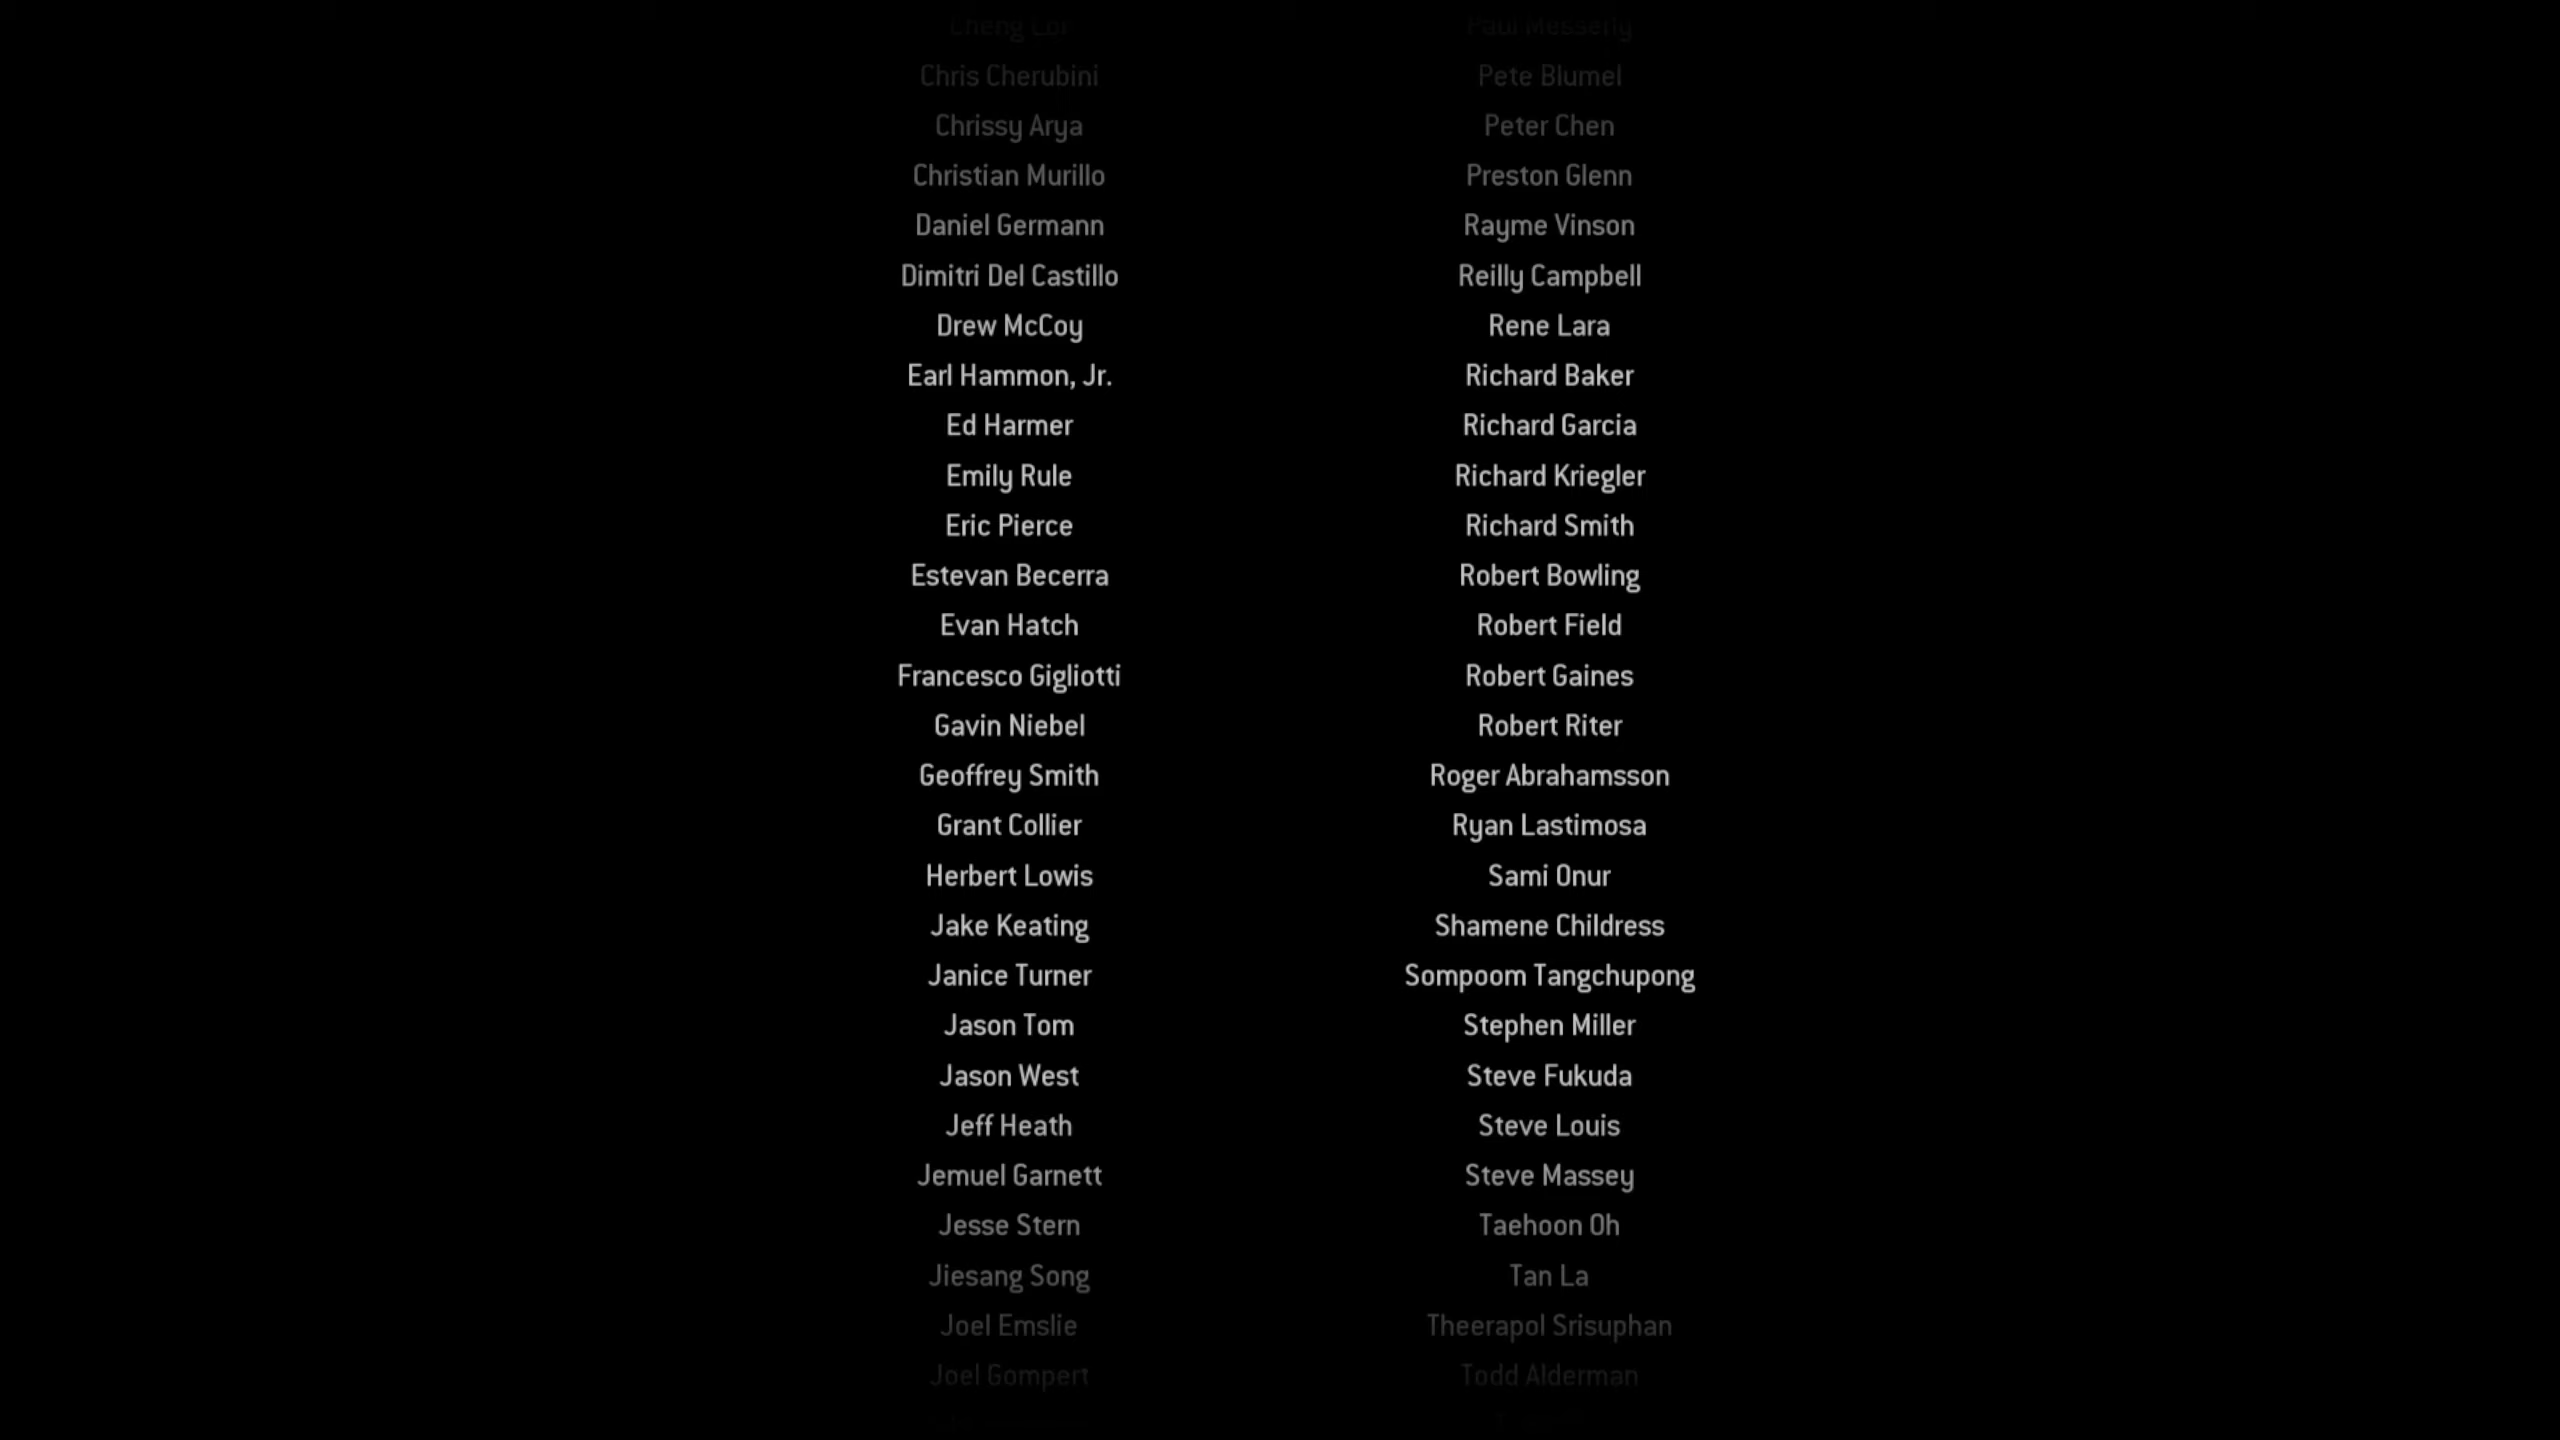 Cheng Lor
Chris Cherubini
Chrissy Arya
Christian Murillo
Daniel Germann
Dimitri Del Castillo
Drew McCoy
Earl Hammon, Jr.
Ed Harmer
Emily Rule
Eric Pierce
Estevan Becerra
Evan Hatch
Francesco Gigliotti
Gavin Niebel
Geoffrey Smith
Grant Collier
Herbert Lowis
Jake Keating
Janice Turner
Jason Tom
Jason West
Jeff Heath
Jemuel Garnett
Jesse Stern
Jiesang Song
Joel Emslie
Joel Gompert
Paul Messerly
Pete Blumel
Peter Chen
Preston Glenn
Rayme Vinson
Reilly Campbell
Rene Lara
Richard Baker
Richard Garcia
Richard Kriegler
Richard Smith
Robert Bowling
Robert Field
Robert Gaines
Robert Riter
Roger Abrahamsson
Ryan Lastimosa
Sami Onur
Shamene Childress
Sompoom Tangchupong
Stephen Miller
Steve Fukuda
Steve Louis
Steve Massey
Taehoon Oh
Tan La
Theerapol Srisuphan
Todd Alderman